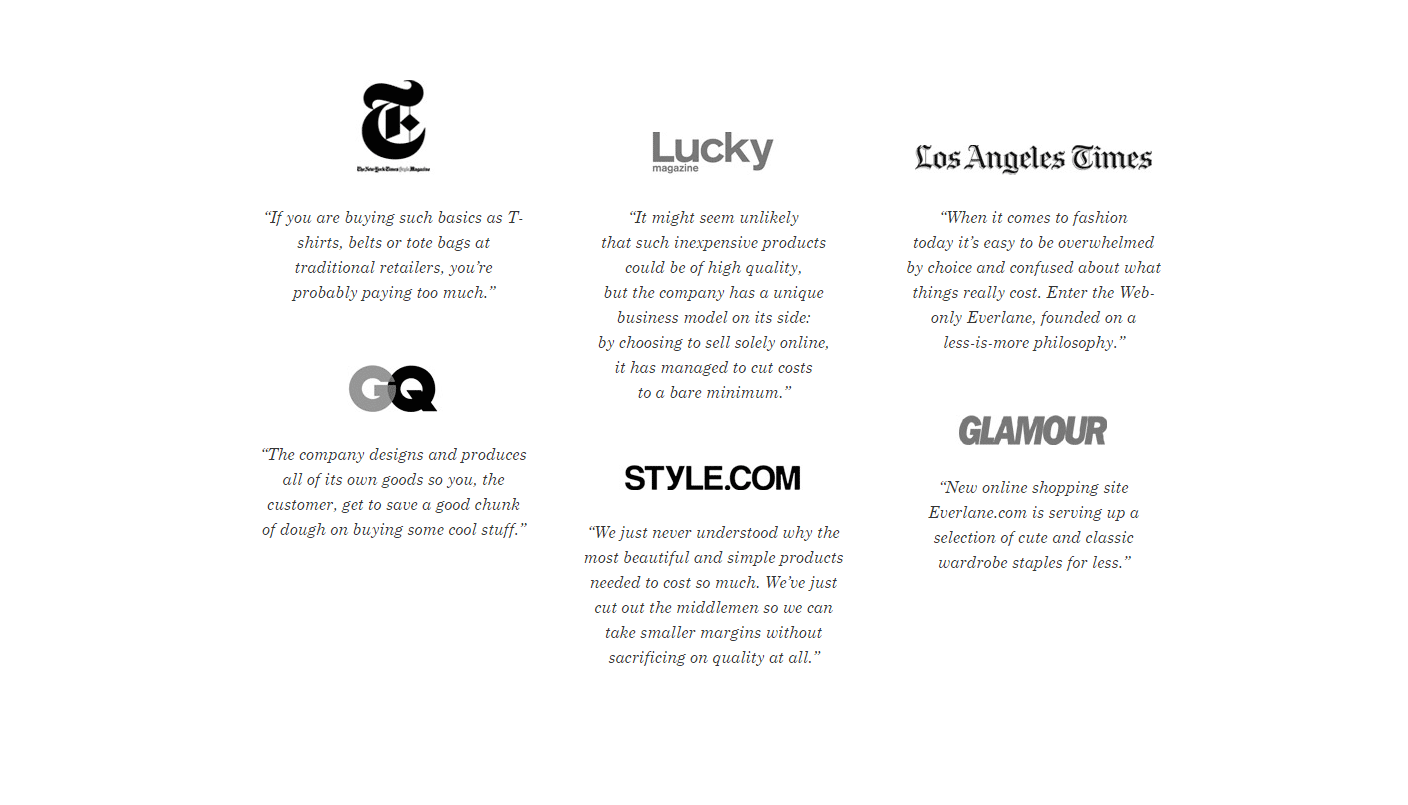 T
The New York Times Style Magazine
“If you are buying such basics as T-
shirts, belts or tote bags at
traditional retailers, you’re
probably paying too much.”
GQ
“The company designs and produces
all of its own goods so you, the
customer, get to save a good chunk
of dough on buying some cool stuff.”
Lucky
magazine
“It might seem unlikely
that such inexpensive products
could be of high quality,
but the company has a unique
business model on its side:
by choosing to sell solely online,
it has managed to cut costs
to a bare minimum.”
STYLE.COM
“We just never understood why the
most beautiful and simple products
needed to cost so much. We’ve just
cut out the middlemen so we can
take smaller margins without
sacrificing on quality at all.”
Los Angeles Times
“When it comes to fashion
today it’s easy to be overwhelmed
by choice and confused about what
things really cost. Enter the Web-
only Everlane, founded on a
less-is-more philosophy.”
GLAMOUR
“New online shopping site
Everlane.com is serving up a
selection of cute and classic
wardrobe staples for less.”